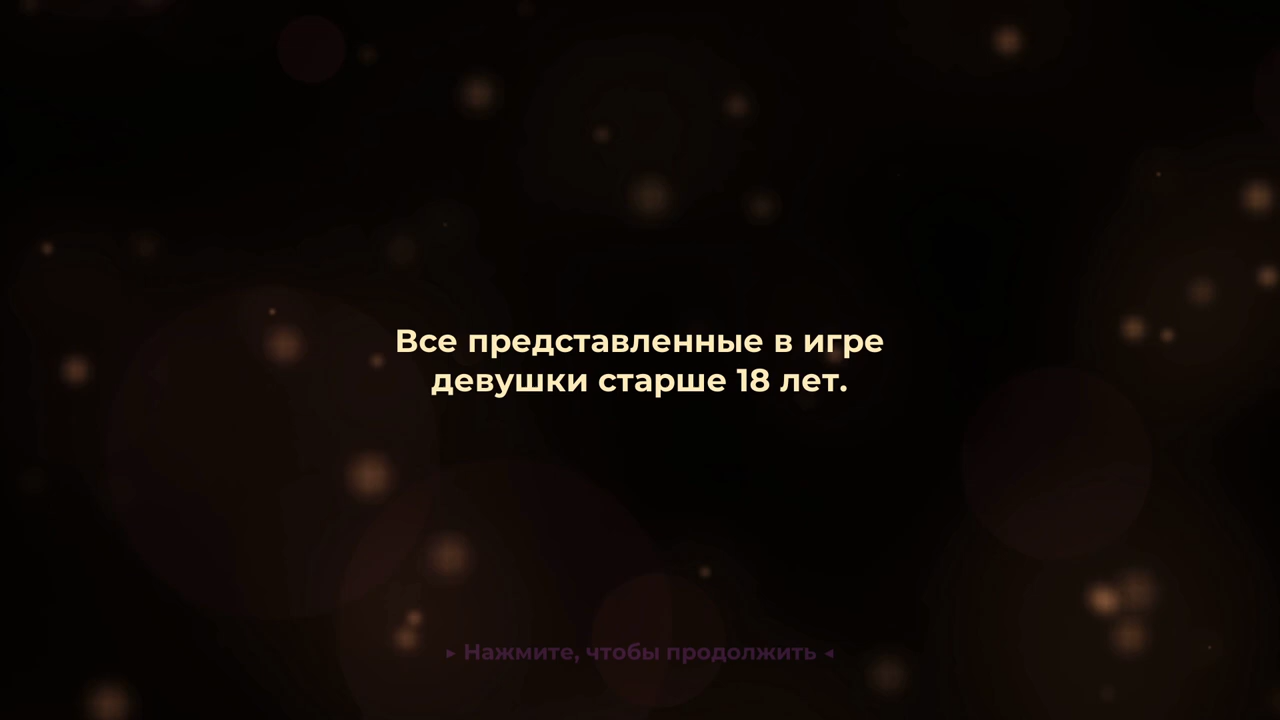 Все представленные в игре
девушки старше 18 лет.
▸ Нажмите, чтобы продолжить ◂